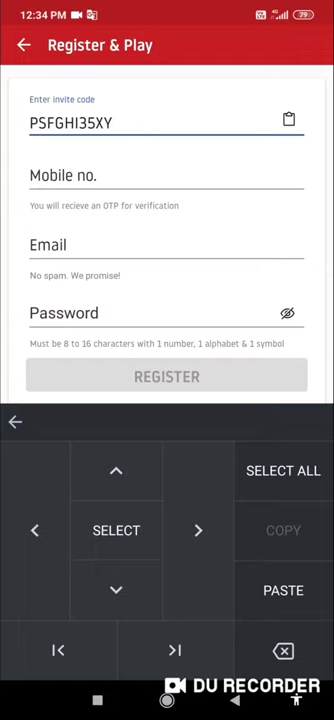 12:34 PM
4G
79
Register & Play
Enter invite code
PSFGHI35XY
Mobile no.
You will recieve an OTP for verification
Email
No spam. We promise!
Password
Must be 8 to 16 characters with 1 number, 1 alphabet & 1 symbol
REGISTER
SELECT ALL
SELECT
COPY
PASTE
DU RECORDER